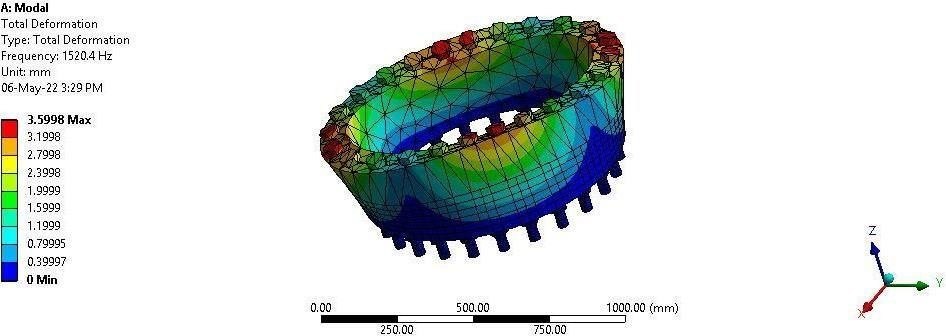 A: Modal
Total Deformation
Type: Total Deformation
Frequency: 1520.4 Hz
Unit: mm
06-May-22 3:29 PM
3.5998 Max
3.1998
2.7998
2.3998
1.9999
1.5999
1.1999
0.79995
0.39997
0 Min
0.00 500.00 1000.00 (mm)
250.00 750.00
Z
Y
X